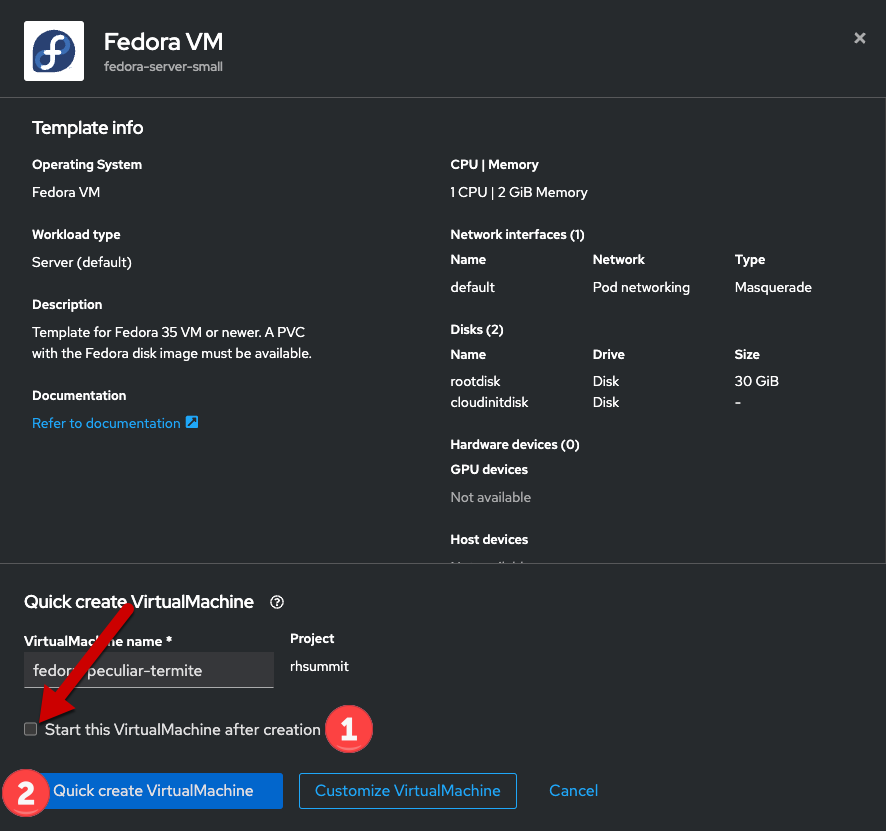 Fedora VM
fedora-server-small
Template info
Operating System
Fedora VM
Workload type
Server (default)
Description
Template for Fedora 35 VM or newer. A PVC
with the Fedora disk image must be available.
Documentation
Refer to documentation
CPU | Memory
1 CPU | 2 GiB Memory
Network interfaces (1)
Name Network Type
default Pod networking Masquerade
Disks (2)
Name Drive Size
rootdisk Disk 30 GiB
cloudinitdisk Disk -
Hardware devices (0)
GPU devices
Not available
Host devices
Quick create VirtualMachine
VirtualMachine name *
peculiar-termite
Project
rhsummit
Start this VirtualMachine after creation 1
2 Quick create VirtualMachine Customize VirtualMachine Cancel